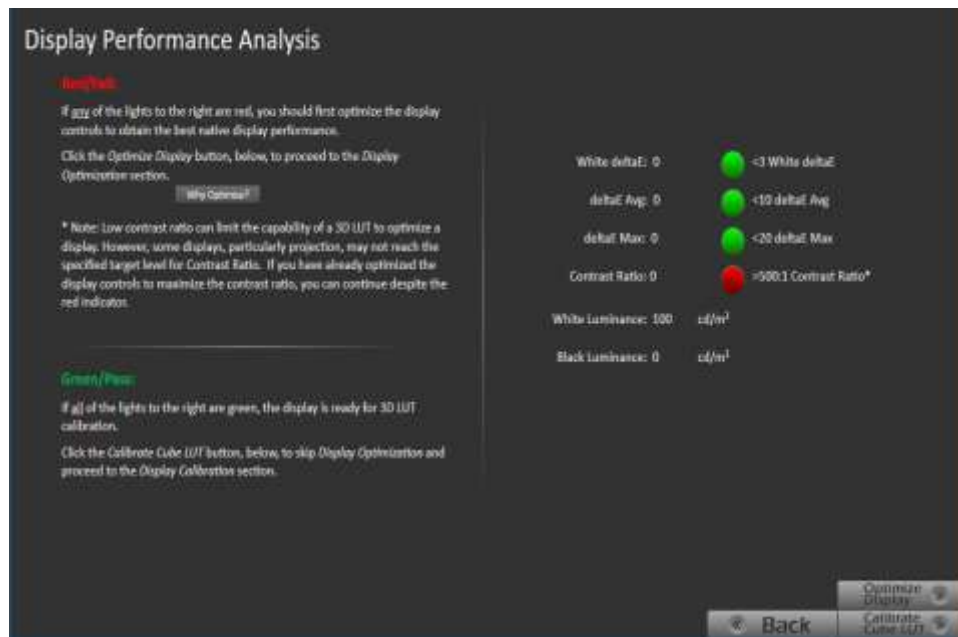 Display Performance Analysis
Red/Fail:
If any of the lights to the right are red, you should first optimize the display
controls to obtain the best native display performance.
Click the Optimize Display button, below, to proceed to the Display
Optimization section.
Why Optimize?
* Note: Low contrast ratio can limit the capability of a 3D LUT to optimize a
display. However, some displays, particularly projection, may not reach the
specified target level for Contrast Ratio. If you have already optimized the
display controls to maximize the contrast ratio, you can continue despite the
red indicator.
Green/Pass:
If all of the lights to the right are green, the display is ready for 3D LUT
calibration.
Click the Calibrate Cube LUT button, below, to skip Display Optimization and
proceed to the Display Calibration section.
White deltaE: 0 <3 White deltaE
deltaE Avg: 0 <10 deltaE Avg
deltaE Max: 0 <20 deltaE Max
Contrast Ratio: 0 >500:1 Contrast Ratio*
White Luminance: 100 cd/m²
Black Luminance: 0 cd/m²
Optimize
Display
Back
Calibrate
Cube LUT